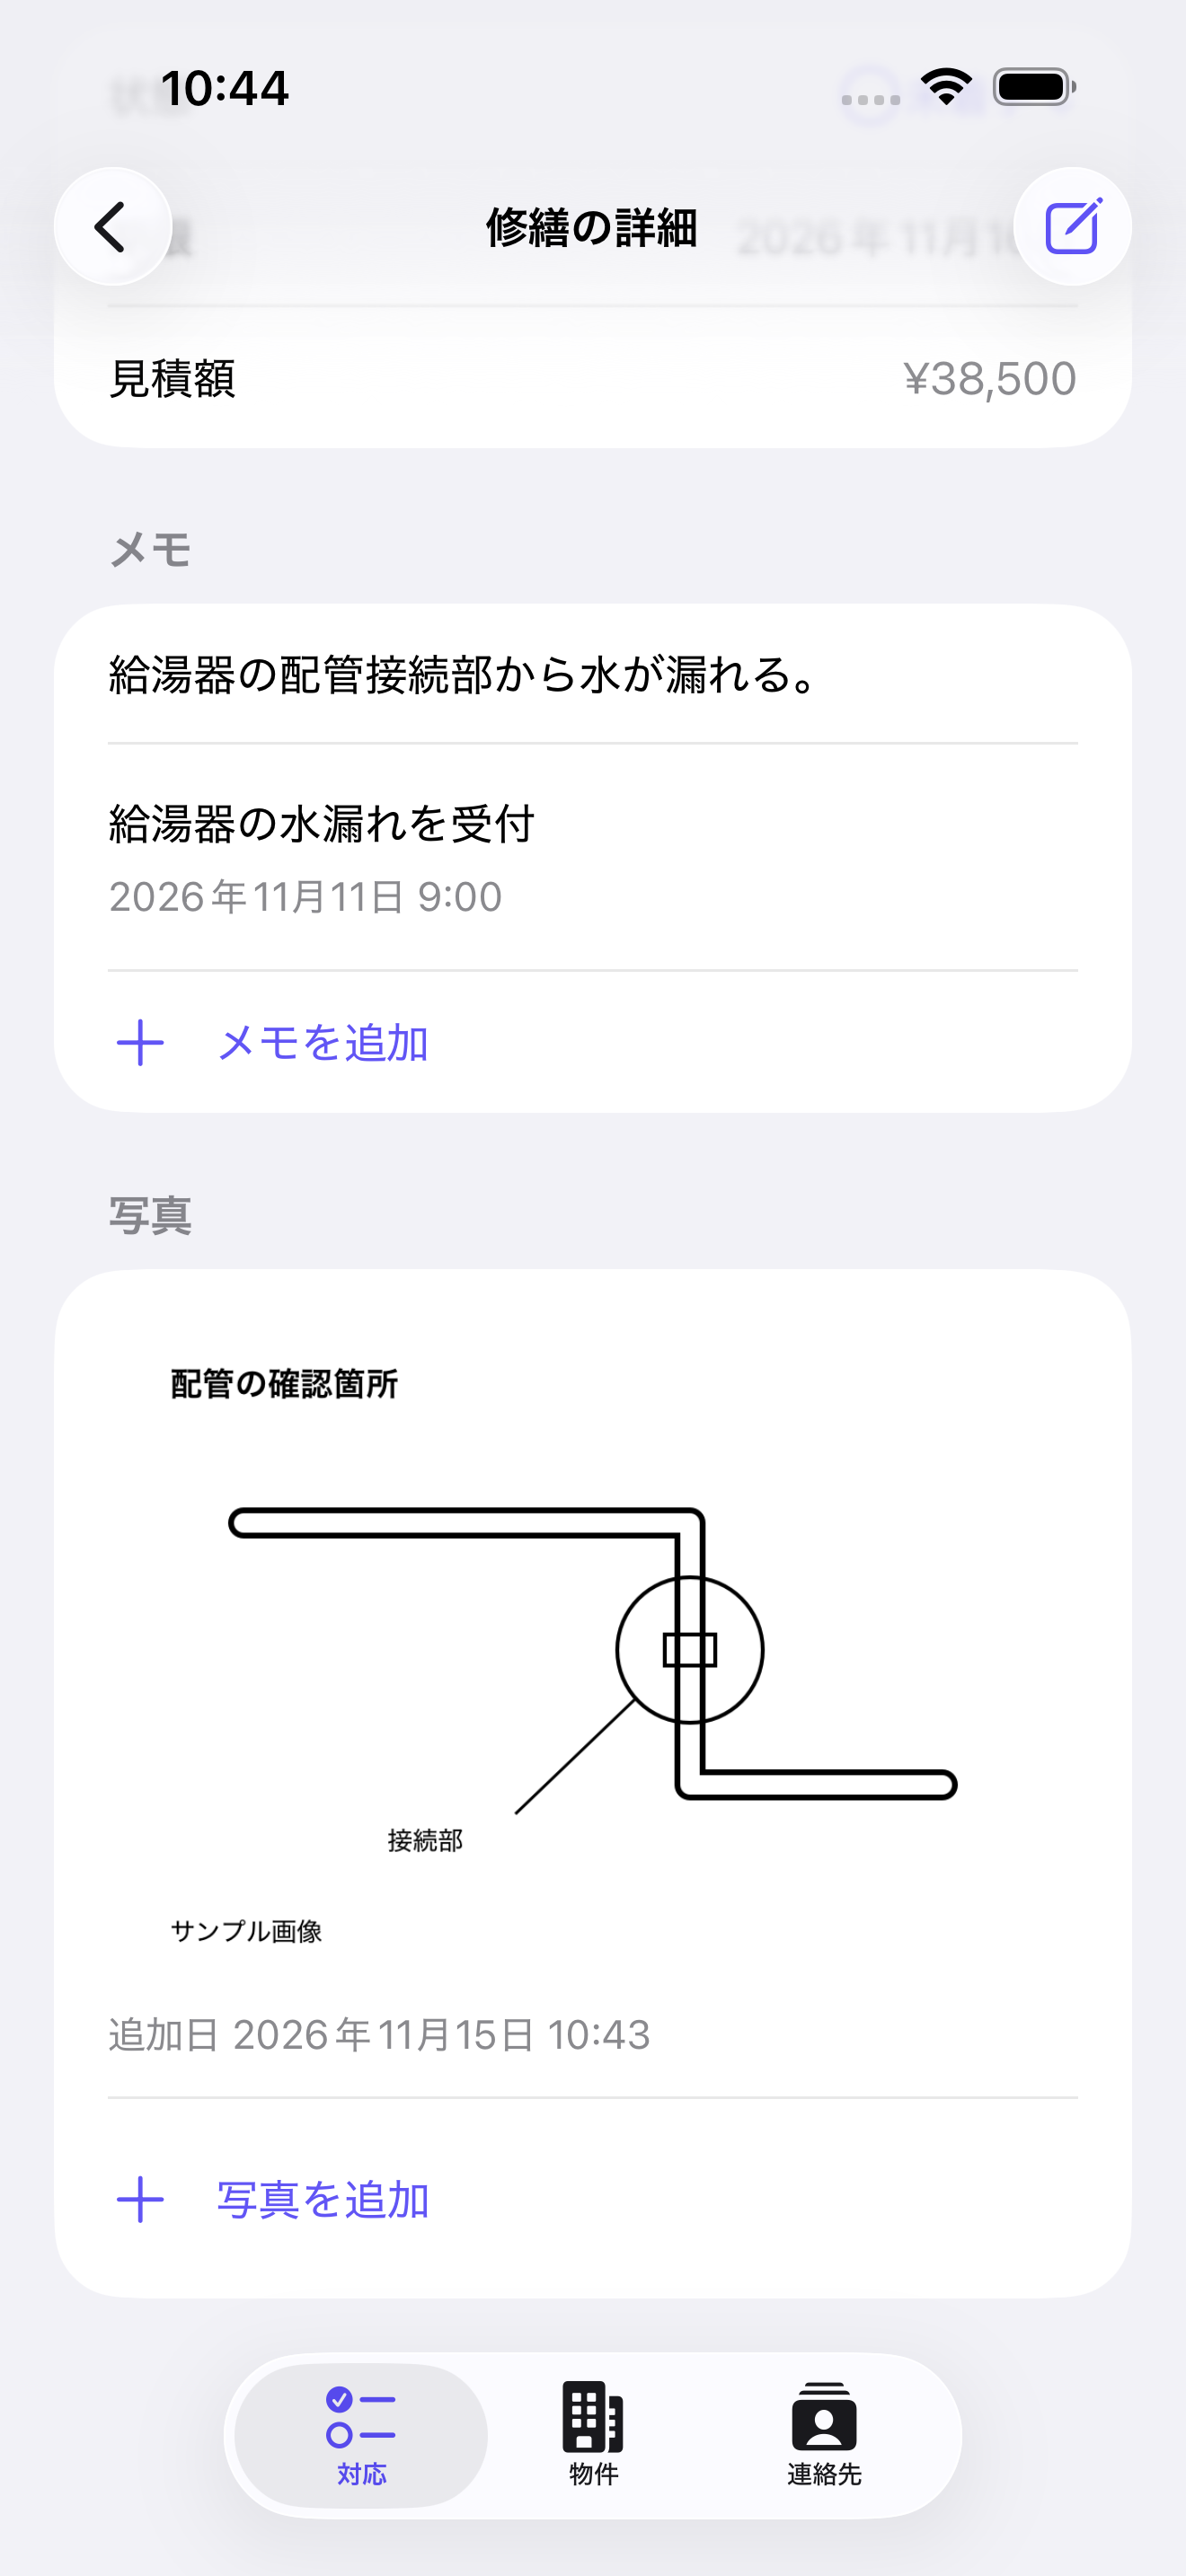 10:44
修繕の詳細
見積額
¥38,500
メモ
給湯器の配管接続部から水が漏れる。
給湯器の水漏れを受付
2026年11月11日 9:00
メモを追加
写真
配管の確認箇所
接続部
サンプル画像
追加日 2026年11月15日 10:43
写真を追加
対応
物件
連絡先